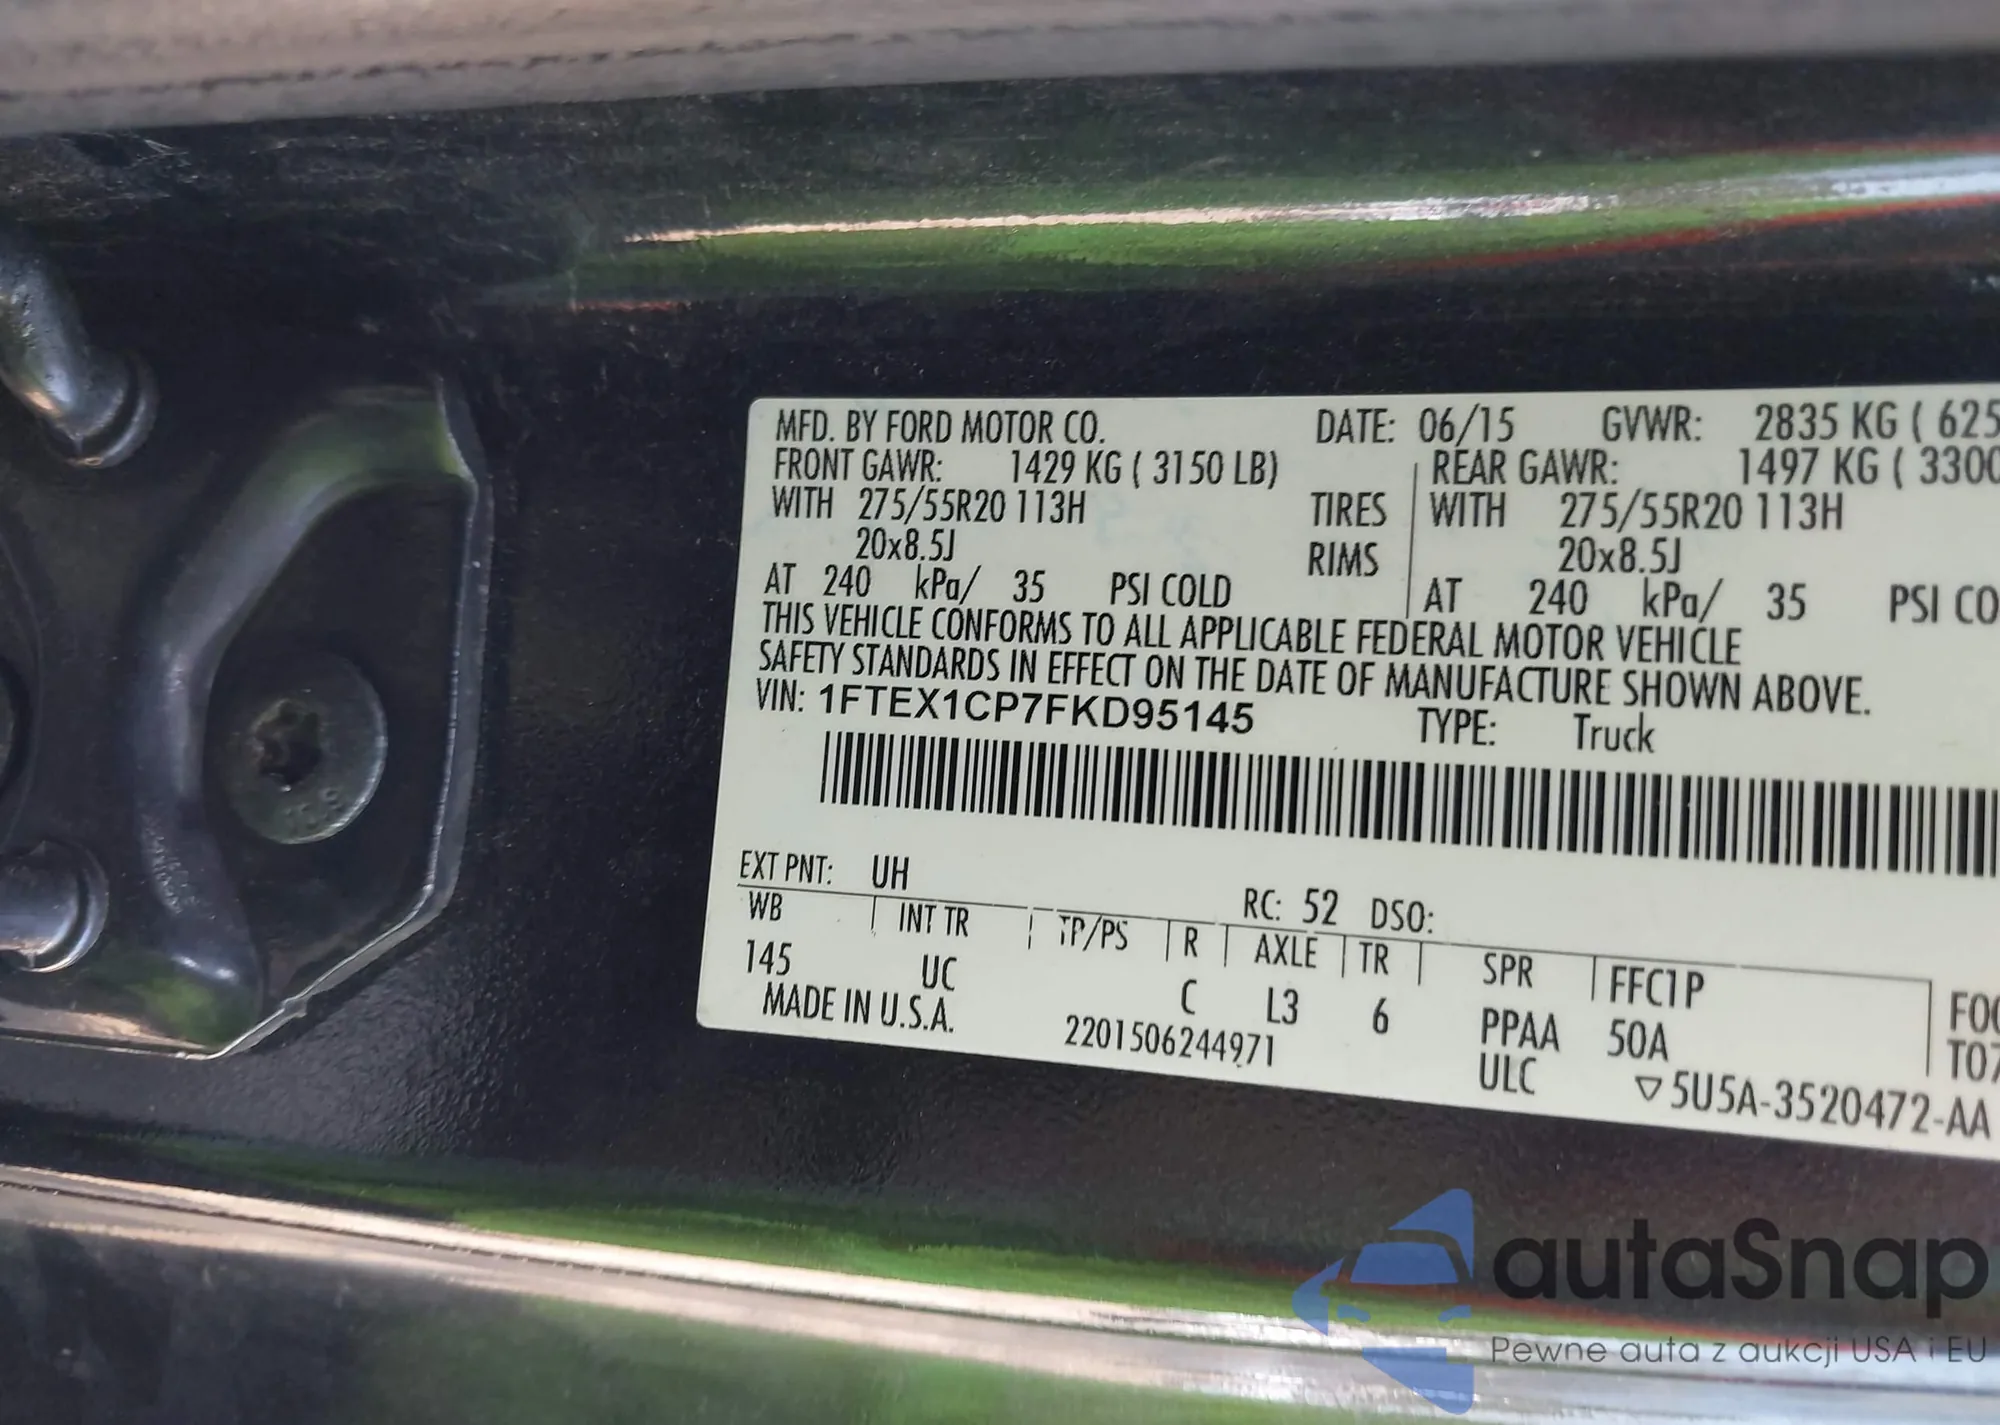 MFD. BY FORD MOTOR CO. DATE: 06/15 GVWR: 2835 KG ( 625
FRONT GAWR: 1429 KG ( 3150 LB) REAR GAWR: 1497 KG ( 3300
WITH 275/55R20 113H TIRES WITH 275/55R20 113H
20x8.5J RIMS 20x8.5J
AT 240 kPa/ 35 PSI COLD AT 240 kPa/ 35 PSI CO
THIS VEHICLE CONFORMS TO ALL APPLICABLE FEDERAL MOTOR VEHICLE
SAFETY STANDARDS IN EFFECT ON THE DATE OF MANUFACTURE SHOWN ABOVE.
VIN: 1FTEX1CP7FKD95145 TYPE: Truck
EXT PNT: UH RC: 52 DSO:
WB INT TR TP/PS R AXLE TR SPR FFC1P
145 UC C L3 6 PPAA 50A
MADE IN U.S.A. 2201506244971 ULC ▽5U5A-3520472-AA
autaSnap
Pewne auta z aukcji USA i EU